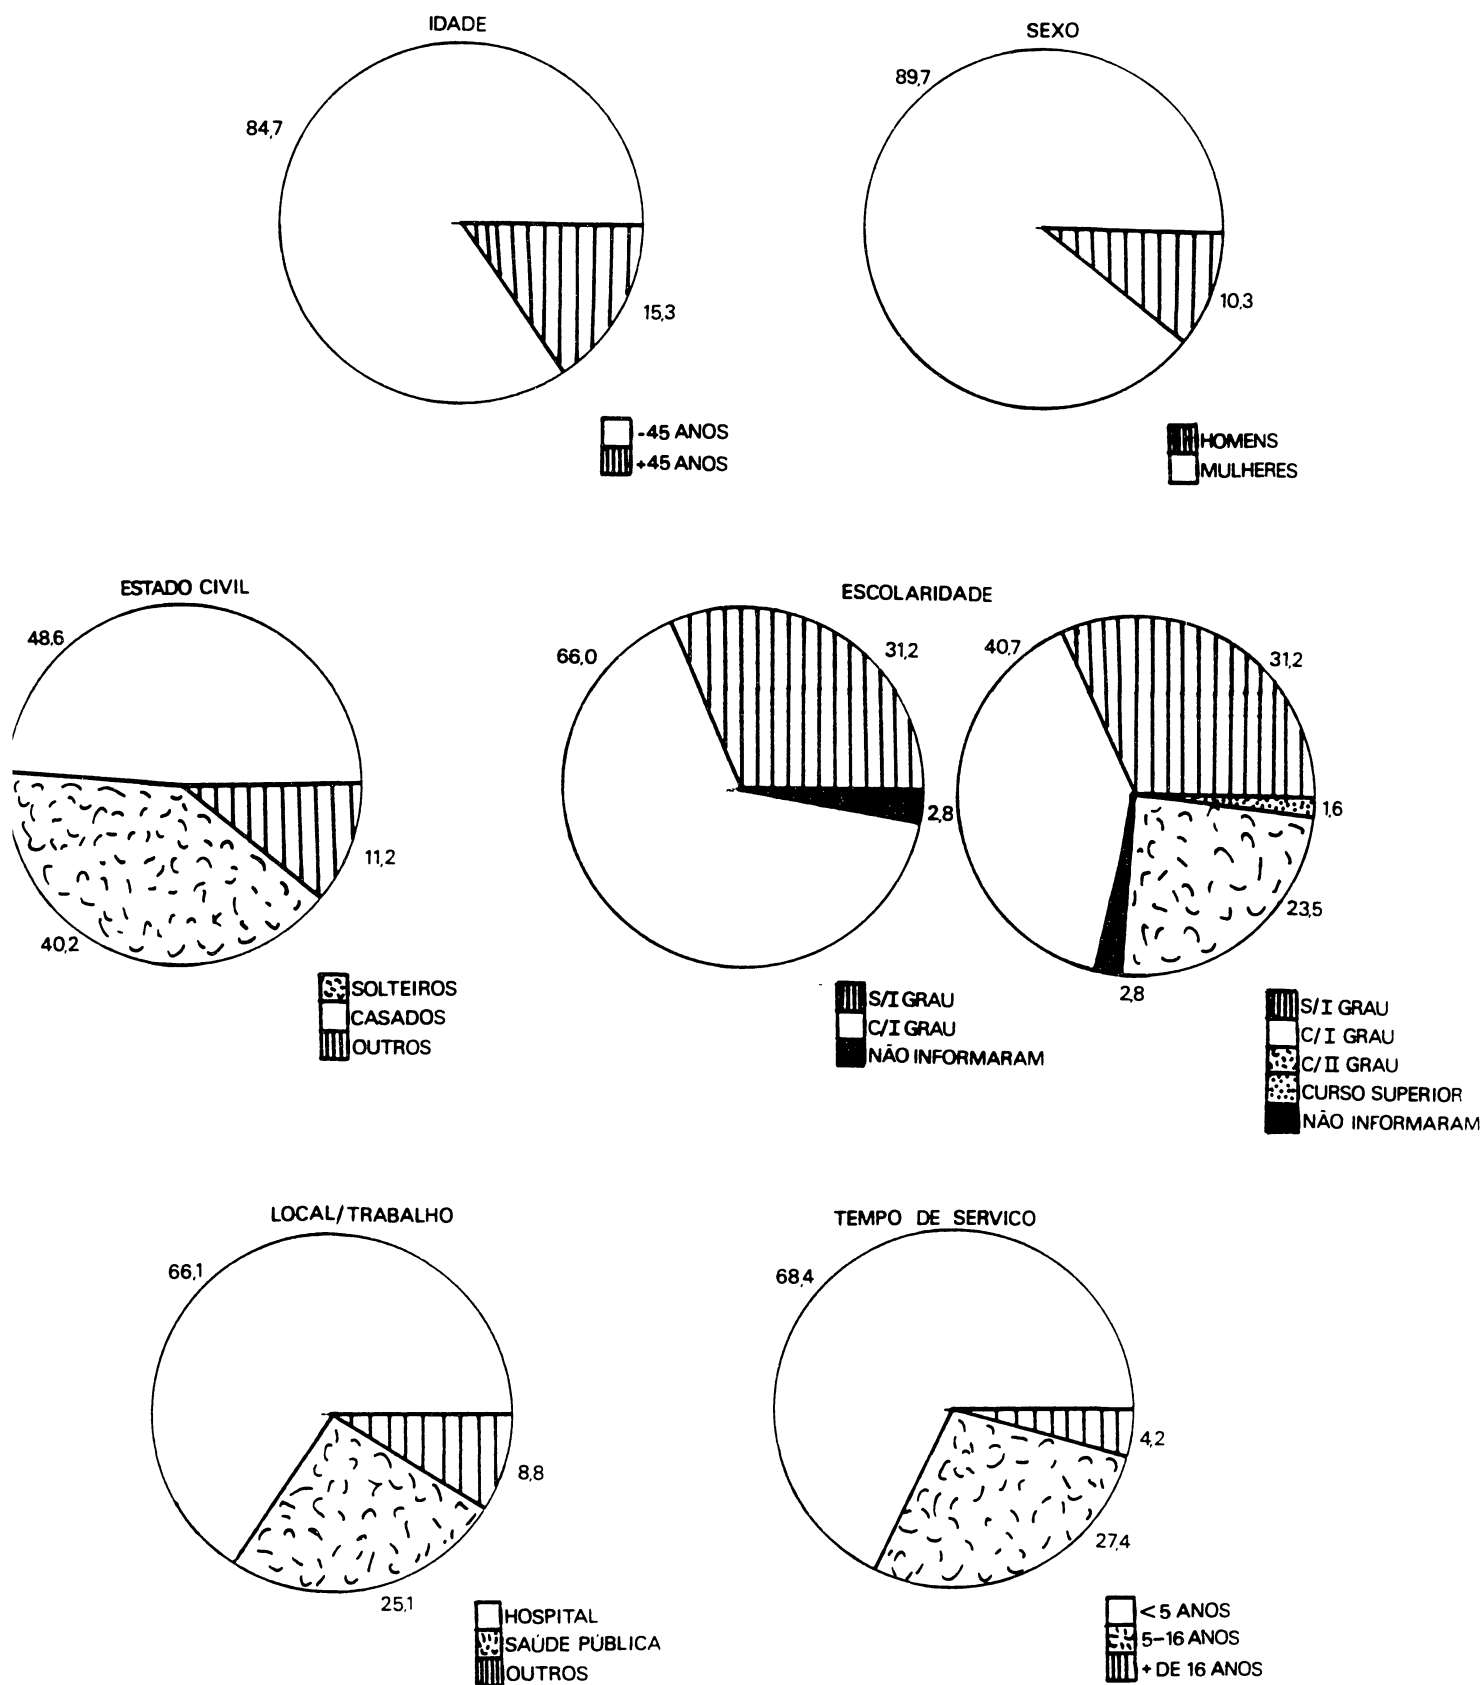 IDADE
84,7
15,3
-45 ANOS
+45 ANOS
SEXO
89,7
10,3
HOMENS
MULHERES
ESTADO CIVIL
48,6
11,2
40,2
SOLTEIROS
CASADOS
OUTROS
ESCOLARIDADE
66,0
31,2
2,8
S/I GRAU
C/I GRAU
NÃO INFORMARAM
40,7
31,2
1,6
23,5
2,8
S/I GRAU
C/I GRAU
C/II GRAU
CURSO SUPERIOR
NÃO INFORMARAM
LOCAL/TRABALHO
66,1
8,8
25,1
HOSPITAL
SAÚDE PÚBLICA
OUTROS
TEMPO DE SERVICO
68,4
4,2
27,4
<5 ANOS
5-16 ANOS
+ DE 16 ANOS